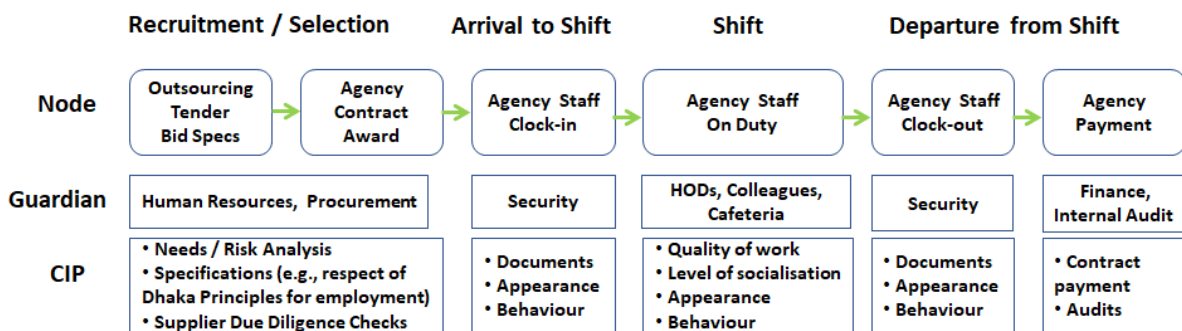 Recruitment / Selection
Arrival to Shift
Shift
Departure from Shift
Node
Outsourcing
Tender
Bid Specs
Agency
Contract
Award
Agency Staff
Clock-in
Agency Staff
On Duty
Agency Staff
Clock-out
Agency
Payment
Guardian
Human Resources, Procurement
Security
HODs, Colleagues,
Cafeteria
Security
Finance,
Internal Audit
CIP
• Needs / Risk Analysis
• Specifications (e.g., respect of
Dhaka Principles for employment)
• Supplier Due Diligence Checks
• Documents
• Appearance
• Behaviour
• Quality of work
• Level of socialisation
• Appearance
• Behaviour
• Documents
• Appearance
• Behaviour
• Contract
payment
• Audits